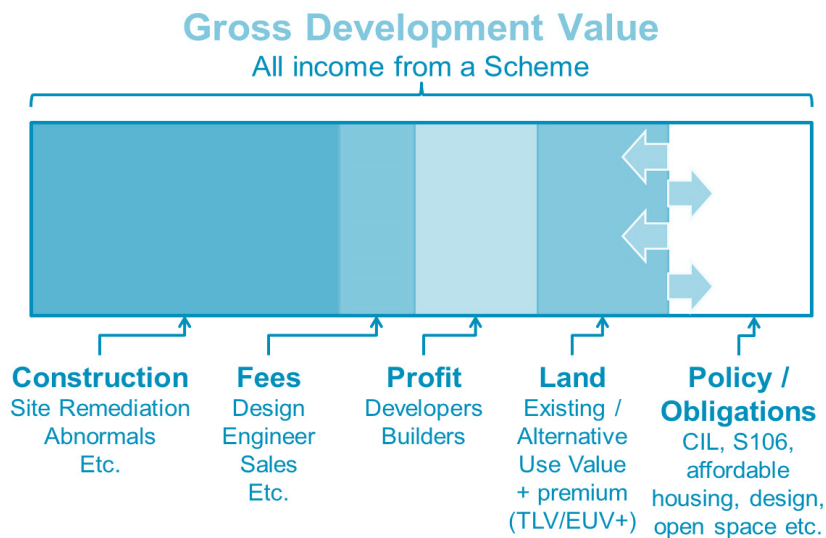 Gross Development Value
All income from a Scheme
Construction
Site Remediation
Abnormals
Etc.
Fees
Design
Engineer
Sales
Etc.
Profit
Developers
Builders
Land
Existing /
Alternative
Use Value
+ premium
(TLV/EUV+)
Policy /
Obligations
CIL, S106,
affordable
housing, design,
open space etc.